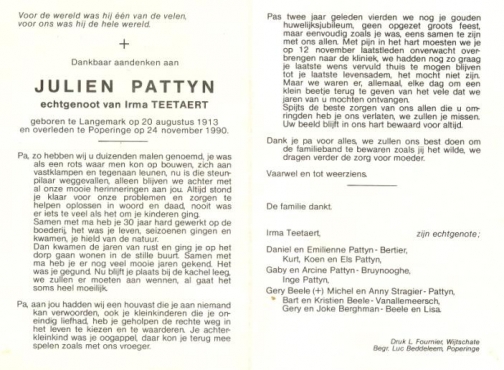 Voor de wereld was hij één van de velen,
voor ons was hij de hele wereld.
+
Dankbaar aandenken aan
JULIEN PATTYN
echtgenoot van Irma TEETAERT
geboren te Langemark op 20 augustus 1913
en overleden te Poperinge op 24 november 1990.
Pa, zo hebben wij u duizenden malen genoemd, je was
als een rots waar men kon op bouwen, zich aan
vastklampen en tegenaan leunen, nu is die steun-
pilaar weggevallen, alleen blijven we achter met
al onze mooie herinneringen aan jou. Altijd stond
je klaar voor onze problemen en zorgen te
helpen oplossen in woord en daad, nooit was
er iets te veel als het om je kinderen ging.
Samen met ma heb je 30 jaar hard gewerkt op de
boerderij, het was je leven, seizoenen gingen en
kwamen, je hield van de natuur.
Dan kwamen de jaren van rust en ging je op het
dorp gaan wonen in de stille buurt. Samen met
ma heb je er nog veel mooie jaren gekend. Het
was je gegund. Nu blijft je plaats bij de kachel leeg,
we zullen er moeten aan wennen, al gaat het
soms heel moeilijk.
Pa, aan jou hadden wij een houvast die je aan niemand
kan verwoorden, ook je kleinkinderen die je on-
eindig liefhad, heb je geholpen de rechte weg in
het leven te kiezen en te waarderen. Je achter-
kleinkind was je oogappel, daar kon je terug mee
spelen zoals met ons vroeger.
Pas twee jaar geleden vierden we nog je gouden
huwelijksjubileum, geen opgezet groots feest,
maar eenvoudig zoals je was, eens samen te zijn
met ons allen. Met pijn in het hart moesten we je
op 12 november laatstleden onverwacht over-
brengen naar de kliniek, we hadden nog zo graag
je laatste wens vervuld thuis te mogen blijven
tot je laatste levensadem, het mocht niet zijn.
Maar we waren er, allemaal, elke dag om een
klein beetje terug te geven van het vele dat we
jaren van u mochten ontvangen.
Spijts de beste zorgen van ons allen die u om-
ringden heb je ons verlaten, we zullen u zo missen.
Uw beeld blijft in ons hart bewaard voor altijd.
Dank je pa voor alles, we zullen ons best doen om
de familieband te bewaren zoals jij het wilde, we
dragen verder de zorg voor moeder.
Vaarwel en tot weerziens.
De familie dankt.
Irma Teetaert, zijn echtgenote;
Daniel en Emilienne Pattyn-Bertier,
Kurt, Koen en Els Pattyn,
Gaby en Arcine Pattyn-Bruynooghe,
Inge Pattyn,
Gery Beele (+) Michel en Anny Stragier-Pattyn,
Bart en Kristien Beele-Vanallemeersch,
Gery en Joke Berghman-Beele en Lisa.
Druk L. Fournier, Wijtschate
Begr. Luc Beddeleem, Poperinge